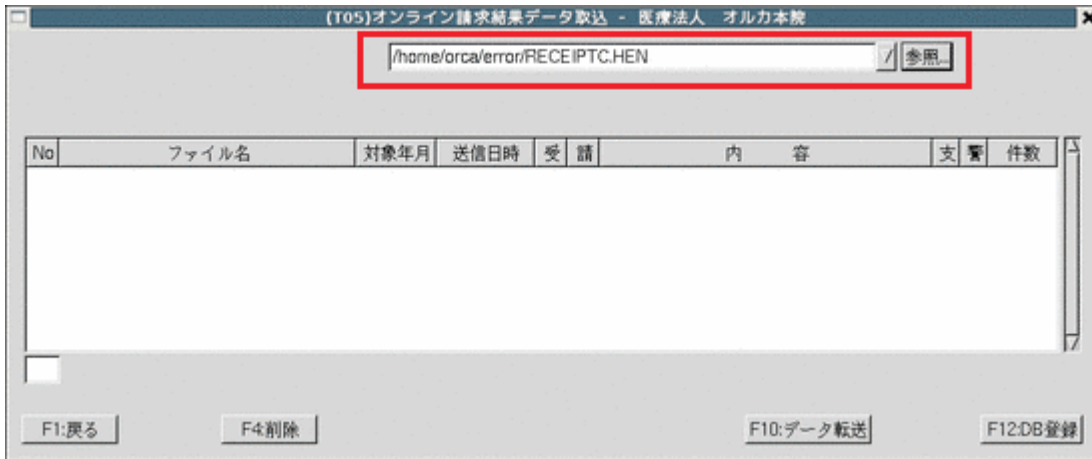 (T05)オンライン請求結果データ取込 - 医療法人 オルカ本院
/home/orca/error/RECEIPTC.HEN / 参照...
No ファイル名 対象年月 送信日時 受 請 内 容 支 警 件数
F1:戻る F4:削除 F10:データ転送 F12:DB登録